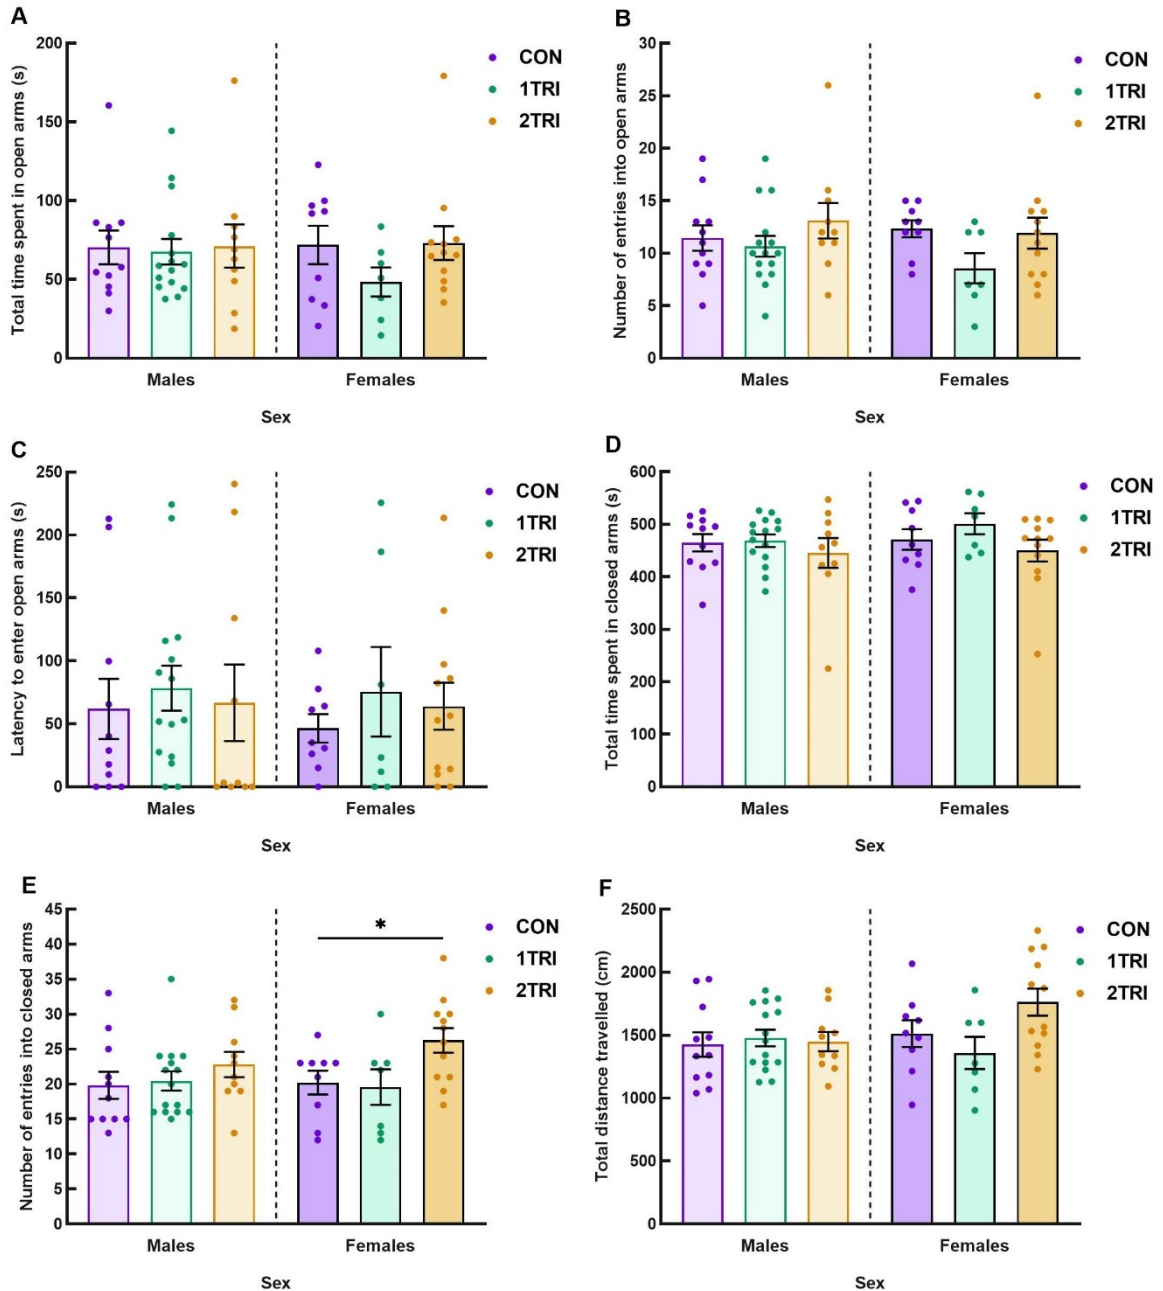 A
Total time spent in open arms (s)
200
150
100
50
0
Males
Females
Sex
CON
1TRI
2TRI
B
Number of entries into open arms
30
25
20
15
10
5
0
Males
Females
Sex
CON
1TRI
2TRI
C
Latency to enter open arms (s)
250
200
150
100
50
0
Males
Females
Sex
CON
1TRI
2TRI
D
Total time spent in closed arms (s)
600
500
400
300
200
100
0
Males
Females
Sex
CON
1TRI
2TRI
E
Number of entries into closed arms
45
40
35
30
25
20
15
10
5
0
*
Males
Females
Sex
CON
1TRI
2TRI
F
Total distance travelled (cm)
2500
2000
1500
1000
500
0
Males
Females
Sex
CON
1TRI
2TRI